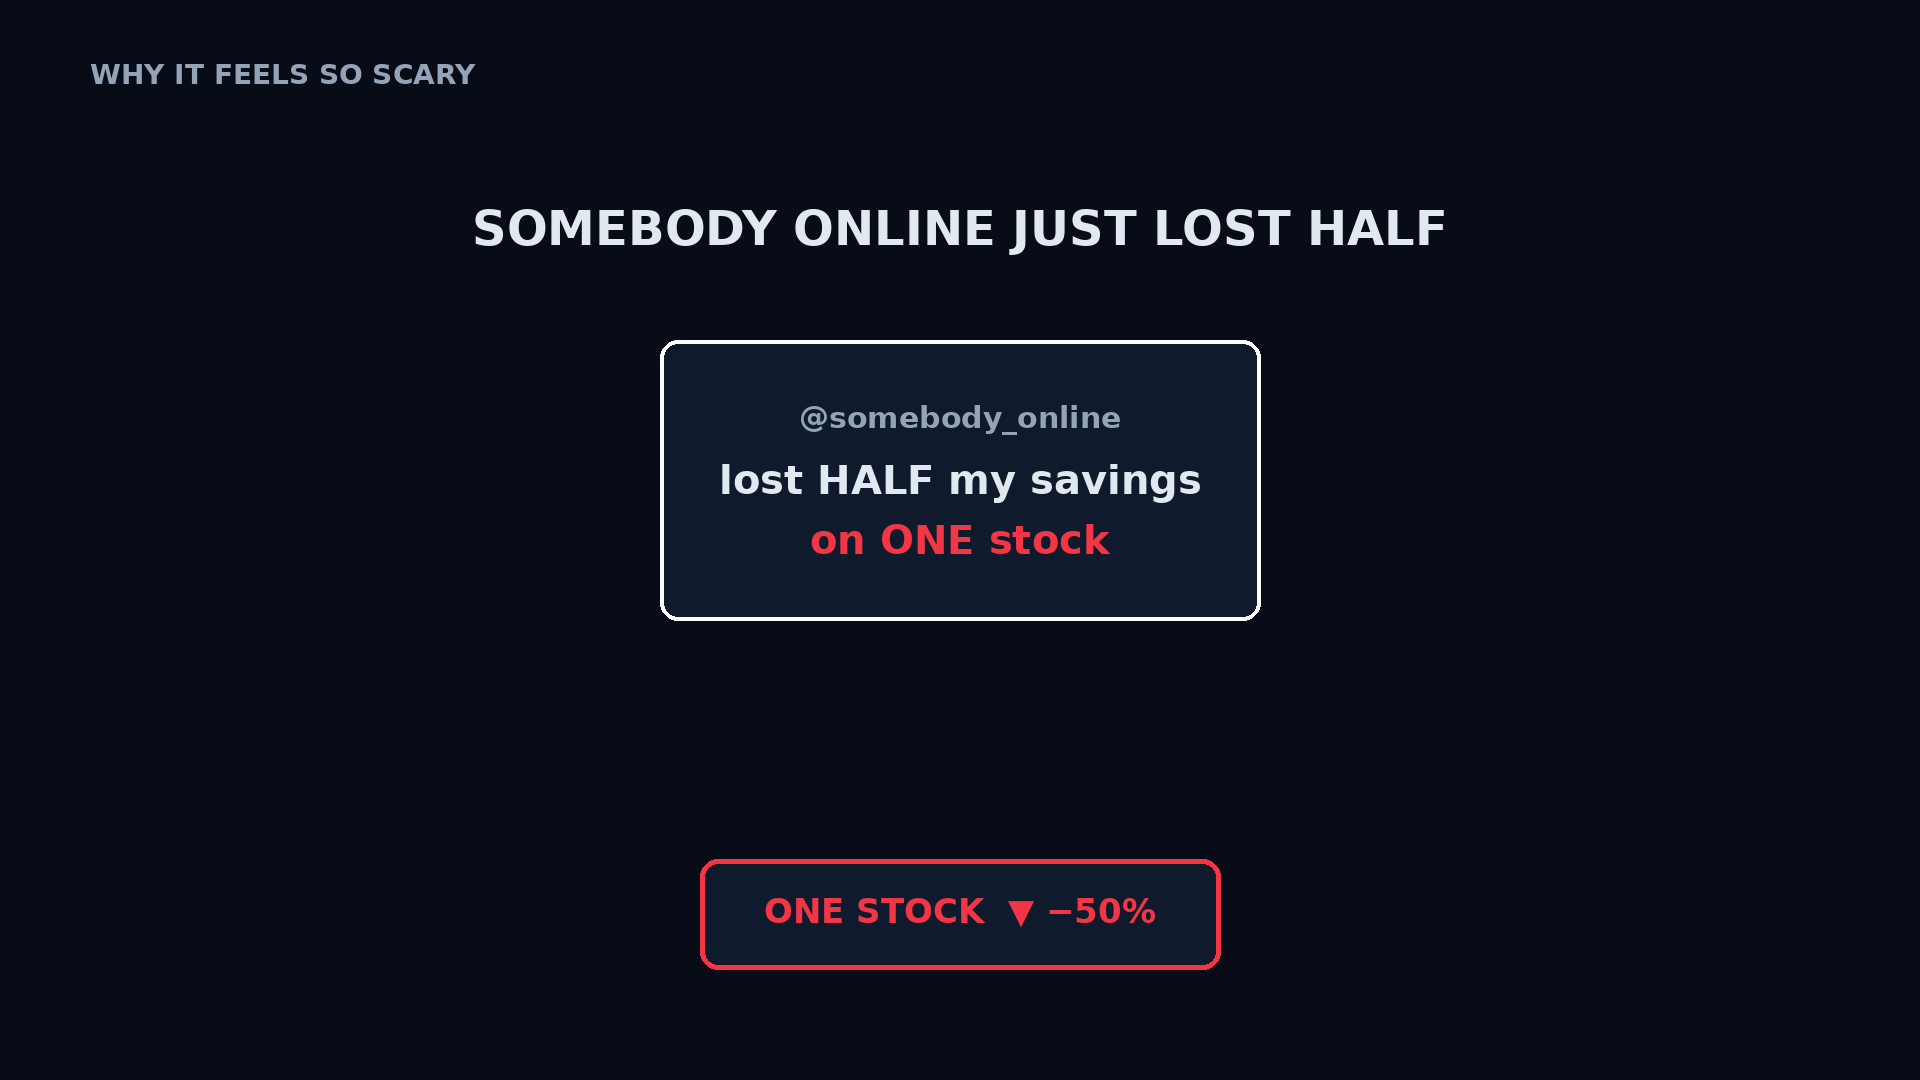 WHY IT FEELS SO SCARY
SOMEBODY ONLINE JUST LOST HALF
@somebody_online
lost HALF my savings
on ONE stock
ONE STOCK ▼ −50%